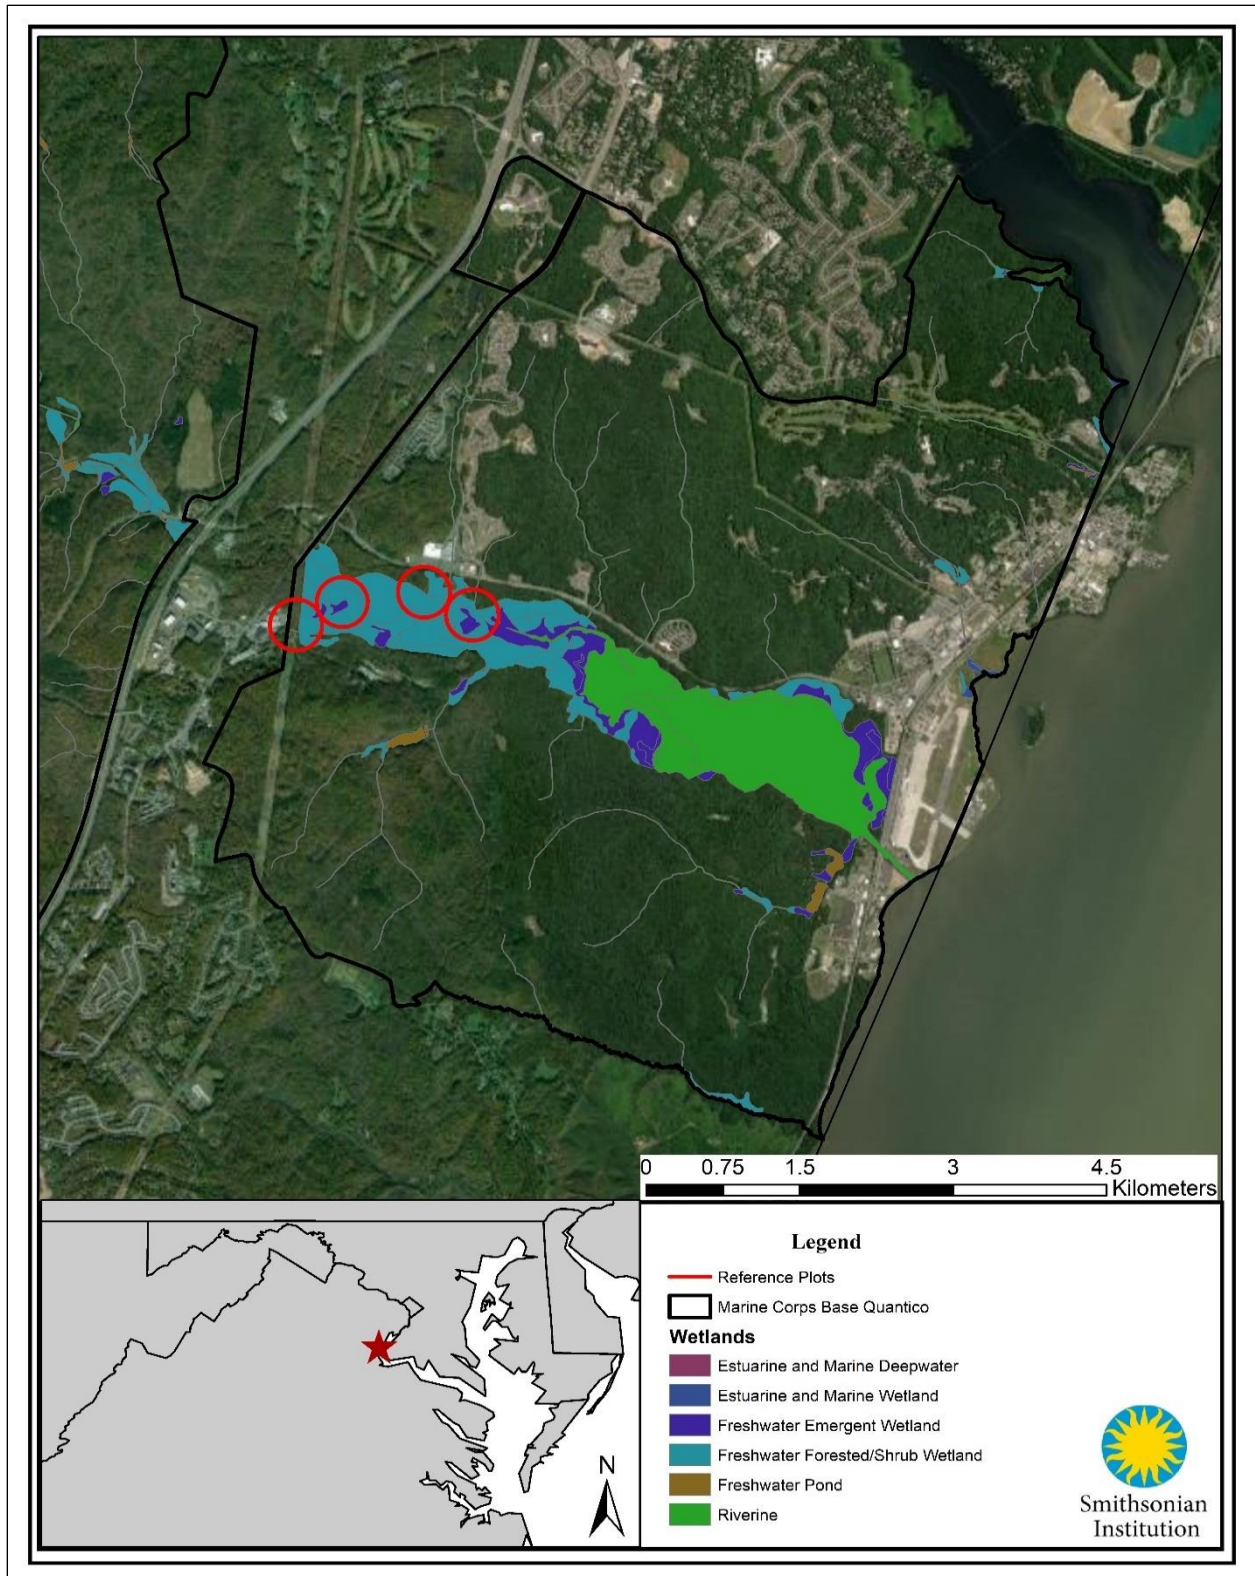 0 0.75 1.5 3 4.5
Kilometers
N
Legend
Reference Plots
Marine Corps Base Quantico
Wetlands
Estuarine and Marine Deepwater
Estuarine and Marine Wetland
Freshwater Emergent Wetland
Freshwater Forested/Shrub Wetland
Freshwater Pond
Riverine
Smithsonian
Institution